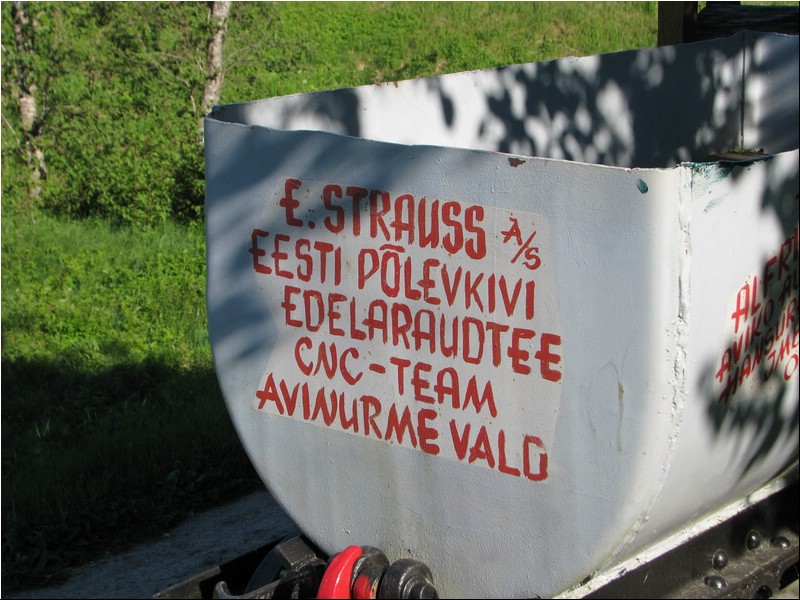 E. STRAUSS A/S
EESTI PÕLEVKIVI
EDELARAUDTEE
CNC-TEAM
AVINURME VALD